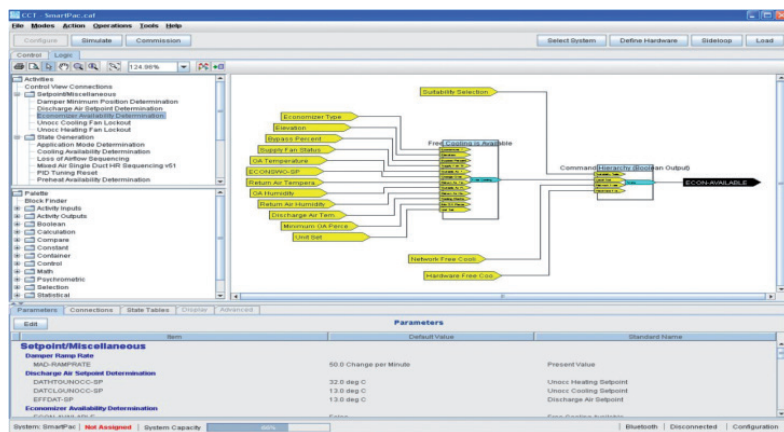 CCT - SmartPac.caf
File Modes Action Operations Tools Help
Configure Simulate Commission Select System Define Hardware Sideloop Load
Control Logic
124.98%
Activities
Control View Connections
Setpoint/Miscellaneous
Damper Minimum Position Determination
Discharge Air Setpoint Determination
Economizer Availability Determination
Unocc Cooling Fan Lockout
Unocc Heating Fan Lockout
State Generation
Application Mode Determination
Cooling Availability Determination
Loss of Airflow Sequencing
Mixed Air Single Duct HR Sequencing v51
PID Tuning Reset
Preheat Availability Determination
Palette
Block Finder
Activity Inputs
Activity Outputs
Boolean
Calculation
Compare
Constant
Container
Control
Math
Psychrometric
Selection
Statistical
Suitability Selection
Economizer Type
Elevation
Bypass Percent
Supply Fan Status
OA Temperature
ECONSWO-SP
Return Air Tempera
OA Humidity
Return Air Humidity
Discharge Air Tem
Minimum OA Perce
Unit Set
Free Cooling is Available
Command Hierarchy (Boolean Output)
ECON-AVAILABLE
Network Free Cooli
Hardware Free Coo
Parameters Connections State Tables Display Advanced
Edit Parameters
Item Default Value Standard Name
Setpoint/Miscellaneous
Damper Ramp Rate
MAD-RAMPRATE 50.0 Change per Minute Present Value
Discharge Air Setpoint Determination
DATHTGUNOCC-SP 32.0 deg C Unocc Heating Setpoint
DATCLGUNOCC-SP 13.0 deg C Unocc Cooling Setpoint
EFFDAT-SP 13.0 deg C Discharge Air Setpoint
Economizer Availability Determination
System: SmartPac Not Assigned System Capacity Bluetooth Disconnected Configuration